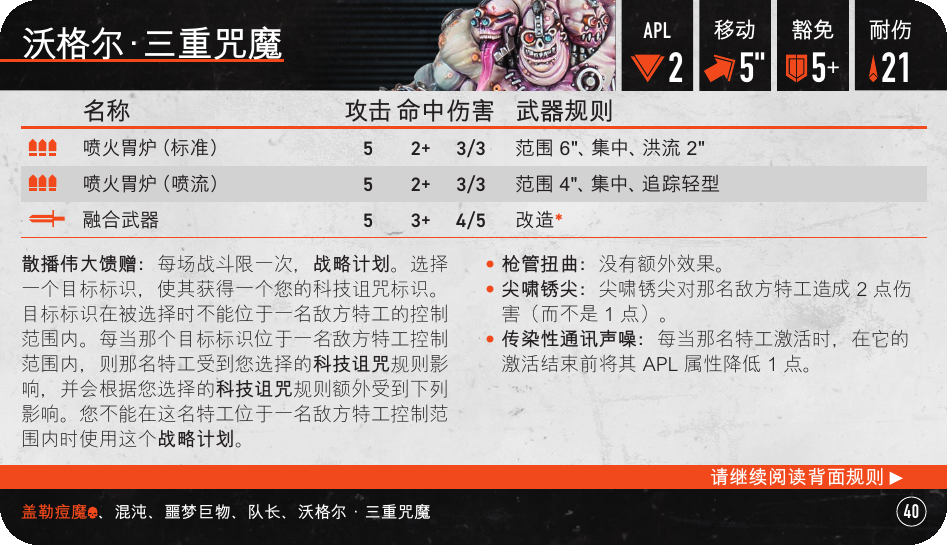 沃格尔·三重咒魔
APL 移动 豁免 耐伤
2 5" 5+ 21
名称 攻击 命中 伤害 武器规则
喷火胃炉（标准） 5 2+ 3/3 范围 6"、集中、洪流 2"
喷火胃炉（喷流） 5 2+ 3/3 范围 4"、集中、追踪轻型
融合武器 5 3+ 4/5 改造*
散播伟大馈赠：每场战斗限一次，战略计划。选择
一个目标标识，使其获得一个您的科技诅咒标识。
目标标识在被选择时不能位于一名敌方特工的控制
范围内。每当那个目标标识位于一名敌方特工控制
范围内，则那名特工受到您选择的科技诅咒规则影
响，并会根据您选择的科技诅咒规则额外受到下列
影响。您不能在这名特工位于一名敌方特工控制范
围内时使用这个战略计划。
• 枪管扭曲：没有额外效果。
• 尖啸锈尖：尖啸锈尖对那名敌方特工造成 2 点伤
害（而不是 1 点）。
• 传染性通讯声噪：每当那名特工激活时，在它的
激活结束前将其 APL 属性降低 1 点。
请继续阅读背面规则 ▶
盖勒痘魔、混沌、噩梦巨物、队长、沃格尔·三重咒魔
40